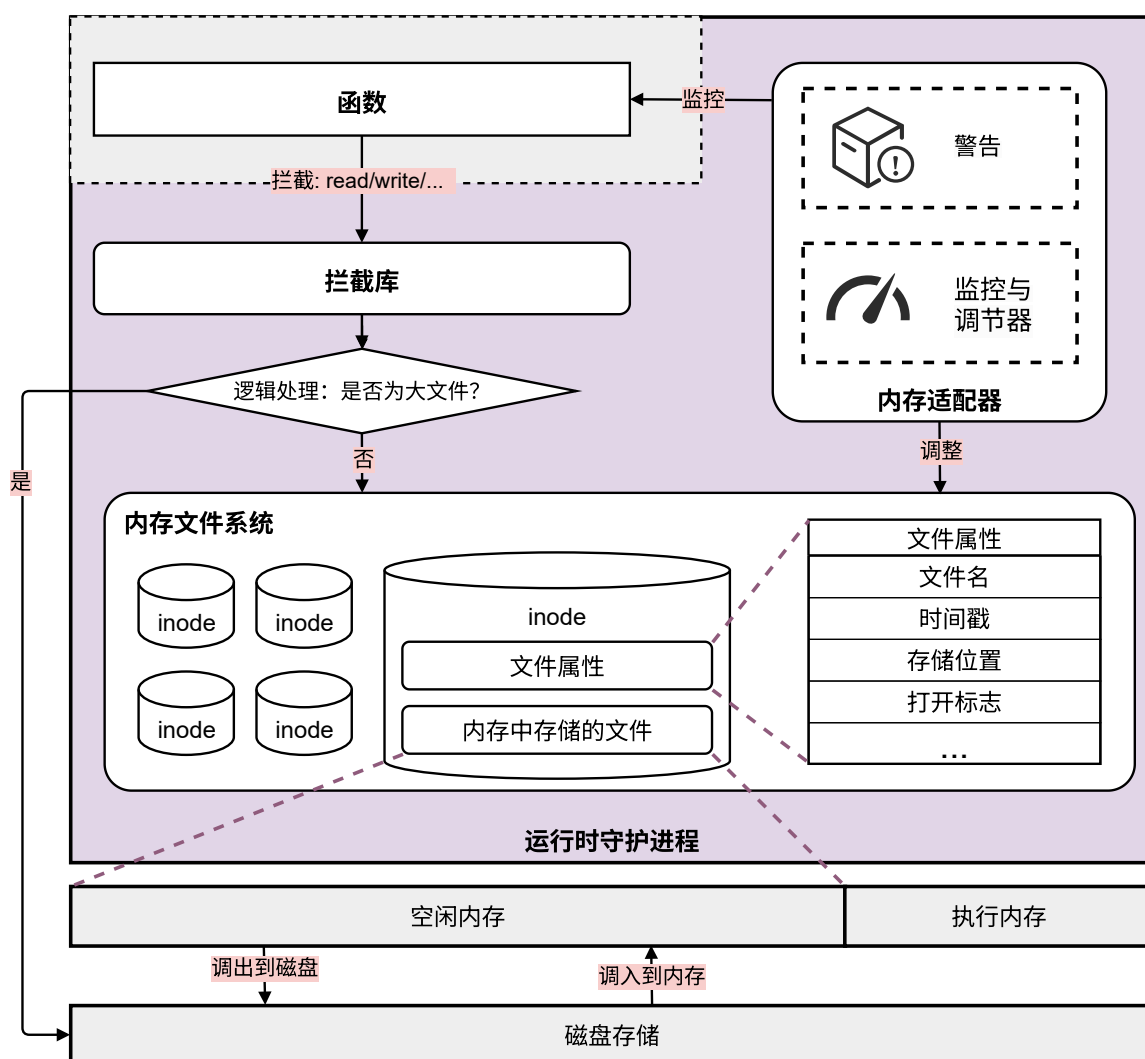 函数
监控
警告
拦截: read/write/...
拦截库
监控与
调节器
内存适配器
逻辑处理：是否为大文件？
调整
否
是
内存文件系统
inode
inode
inode
inode
inode
文件属性
内存中存储的文件
文件属性
文件名
时间戳
存储位置
打开标志
...
运行时守护进程
空闲内存
执行内存
调出到磁盘
调入到内存
磁盘存储